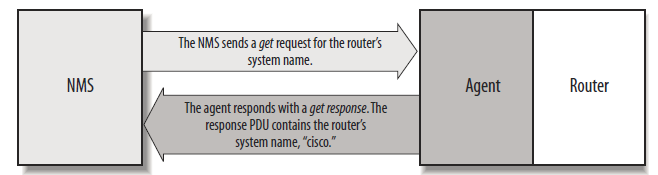 The NMS sends a get request for the router's
system name.
NMS
Agent
Router
The agent responds with a get response. The
response PDU contains the router's
system name, "cisco."